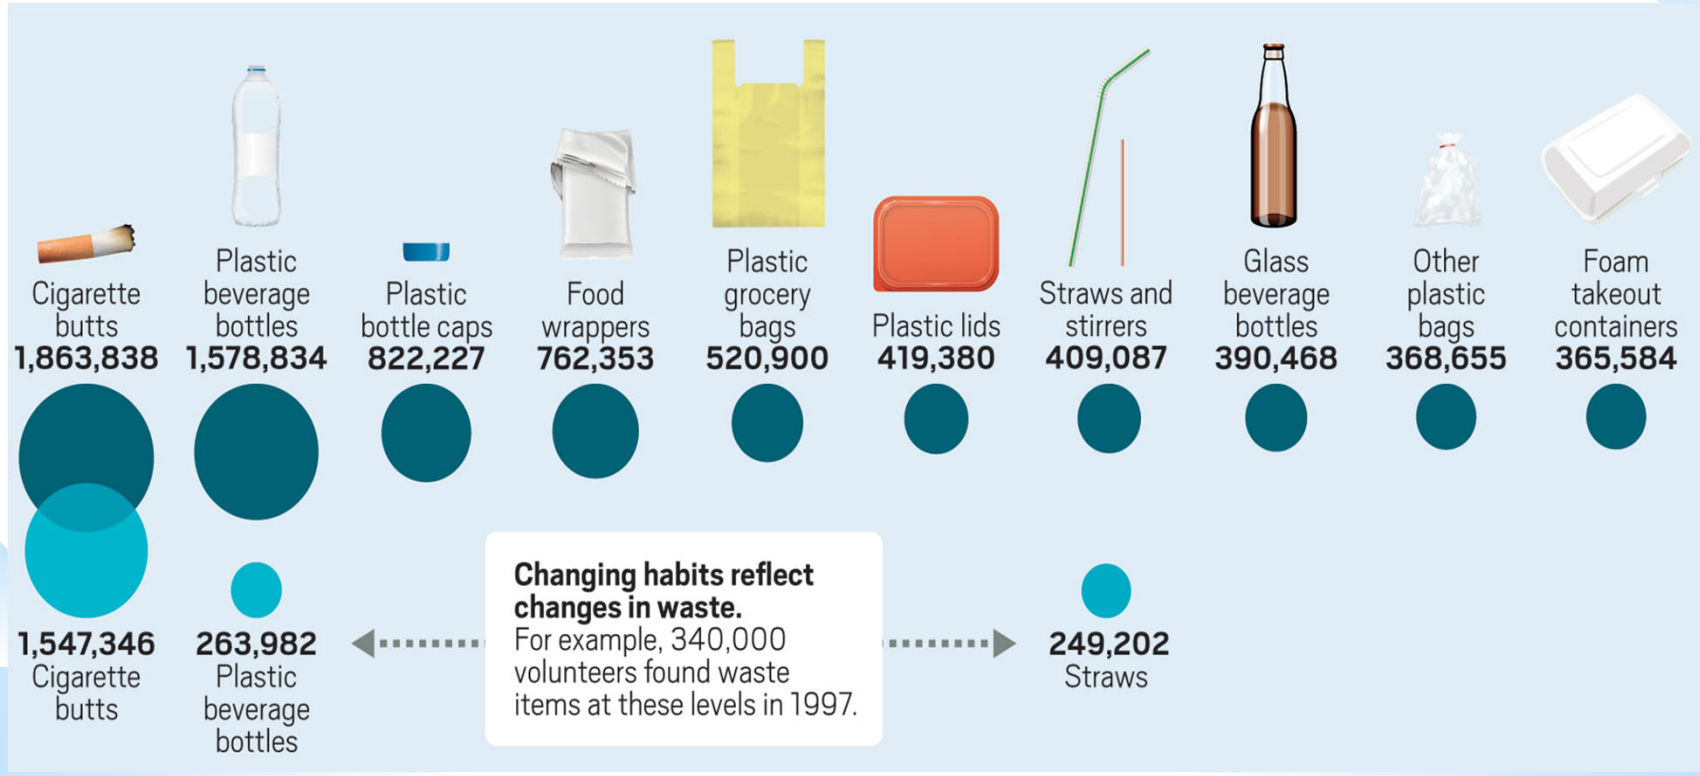 Cigarette
butts
1,863,838
Plastic
beverage
bottles
1,578,834
Plastic
bottle caps
822,227
Food
wrappers
762,353
Plastic
grocery
bags
520,900
Plastic lids
419,380
Straws and
stirrers
409,087
Glass
beverage
bottles
390,468
Other
plastic
bags
368,655
Foam
takeout
containers
365,584
1,547,346
Cigarette
butts
263,982
Plastic
beverage
bottles
Changing habits reflect
changes in waste.
For example, 340,000
volunteers found waste
items at these levels in 1997.
249,202
Straws